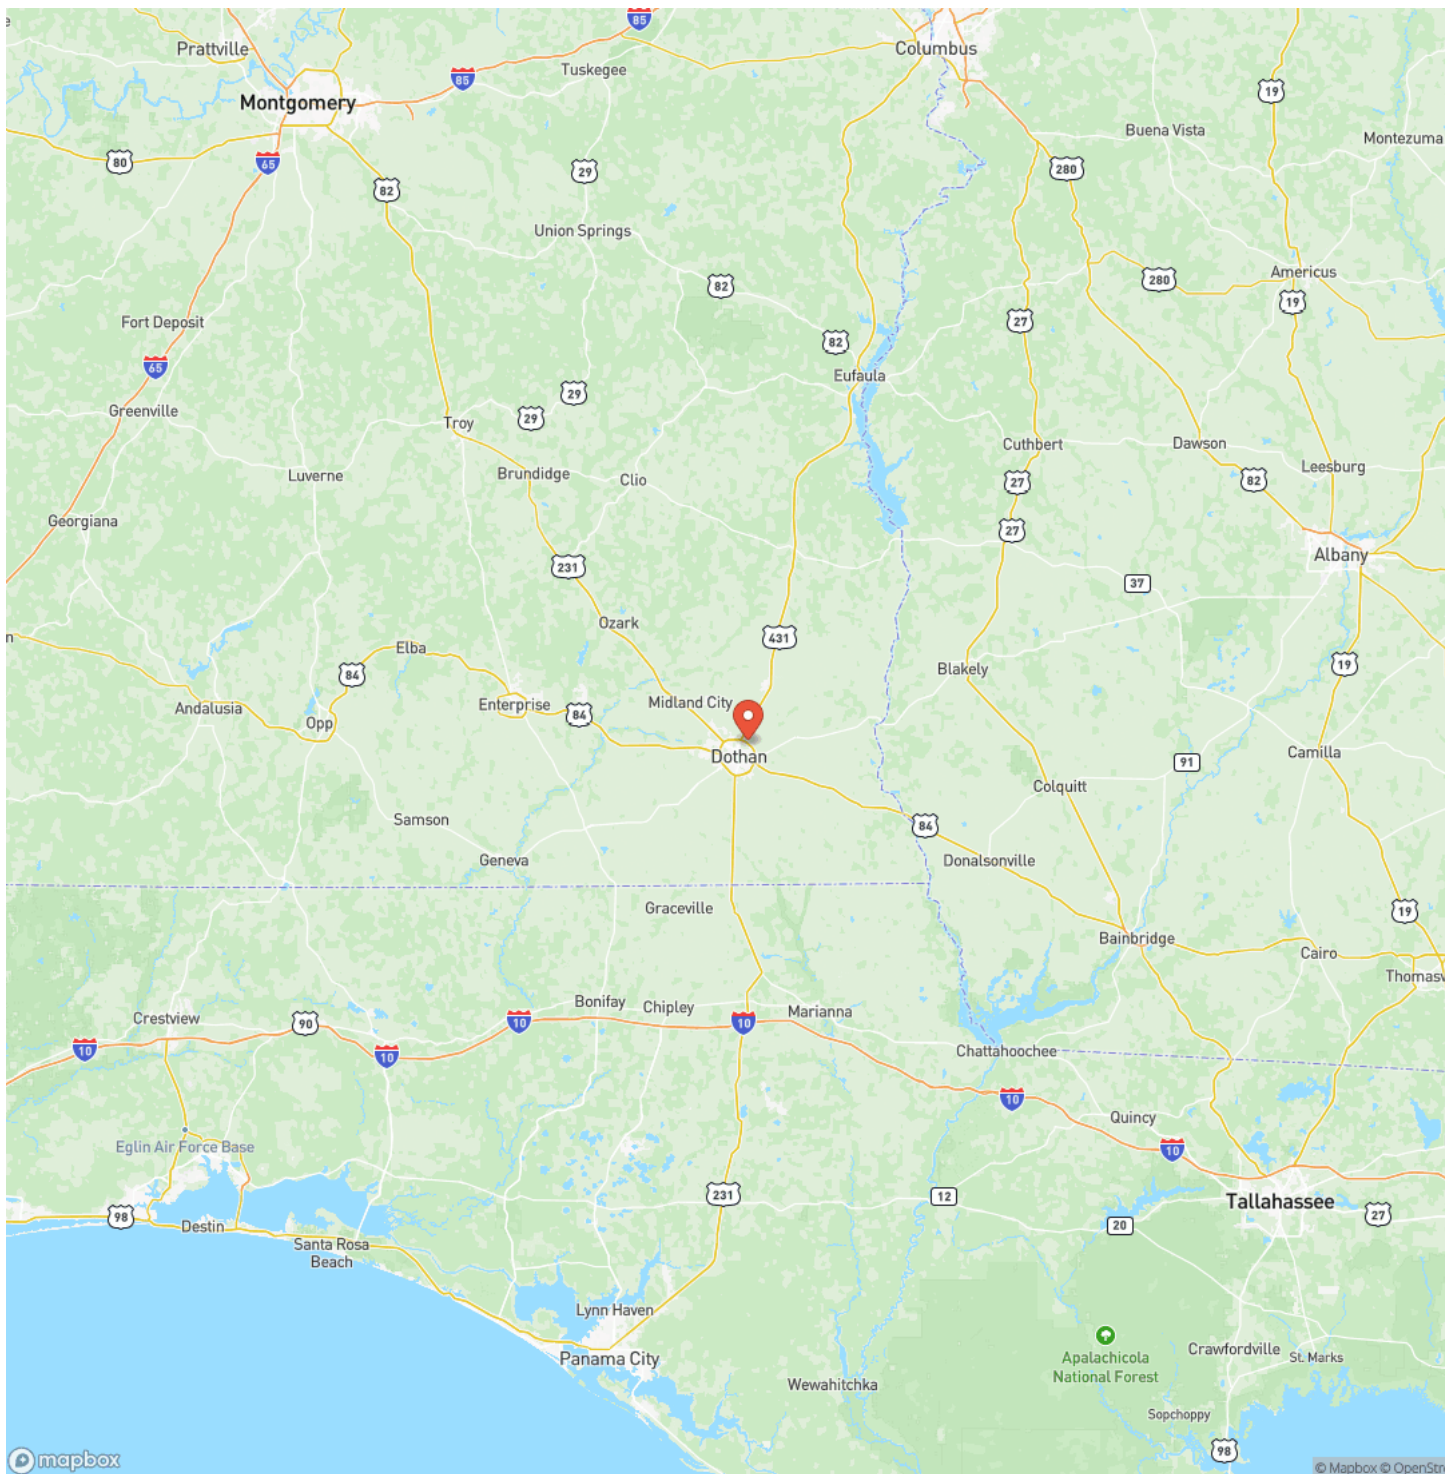 85
Prattville
Columbus
Tuskegee
85
19
Montgomery
Buena Vista
Montezuma
80
65
29
280
82
Union Springs
Americus
82
280
19
Fort Deposit
27
82
65
Eufaula
29
Greenville
29
Troy
Cuthbert
Dawson
Leesburg
Luverne
Brundidge
Clio
27
82
Georgiana
27
Albany
231
37
Ozark
431
n
Elba
19
84
Blakely
Andalusia
Opp
Enterprise
84
Midland City
Dothan
Camilla
91
Colquitt
Samson
84
Geneva
Donalsonville
Graceville
19
Bainbridge
Cairo
Thomasv
Bonifay
Chipley
Marianna
Crestview
90
10
10
10
10
Chattahoochee
10
Quincy
Eglin Air Force Base
10
231
12
Tallahassee
98
Destin
20
27
Santa Rosa
Beach
Lynn Haven
Panama City
Crawfordville
St. Marks
Apalachicola
National Forest
Wewahitchka
Sopchoppy
98
mapbox
© Mapbox © OpenStre